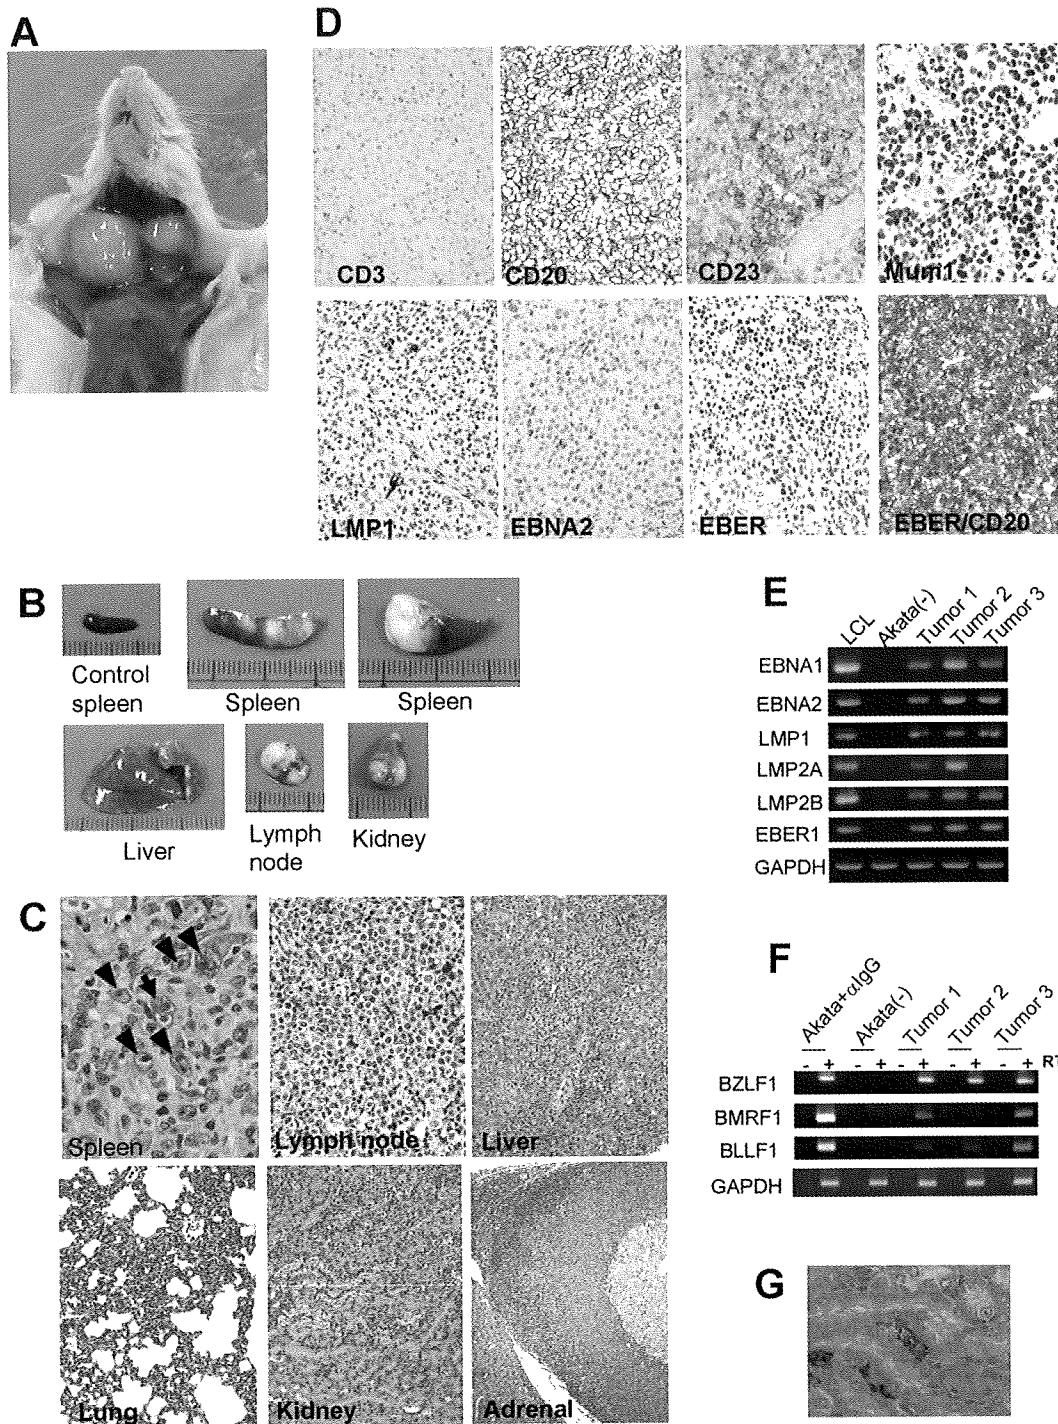 A
D
CD3
CD20
CD23
Mum1
LMP1
EBNA2
EBER
EBER/CD20
B
Control
spleen
Spleen
Spleen
Liver
Lymph
node
Kidney
E
LCL
Akata(-)
Tumor 1
Tumor 2
Tumor 3
EBNA1
EBNA2
LMP1
LMP2A
LMP2B
EBER1
GAPDH
C
Spleen
Lymph node
Liver
Lung
Kidney
Adrenal
F
Akata+αIgG
Akata(-)
Tumor 1
Tumor 2
Tumor 3
- + - + - + - + - + RT
BZLF1
BMRF1
BLLF1
GAPDH
G